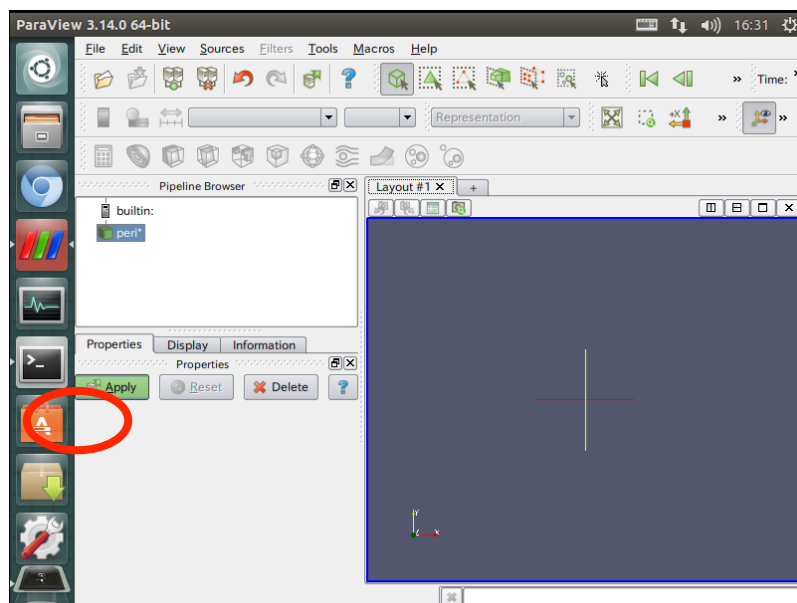 ParaView 3.14.0 64-bit
16:31
File Edit View Sources Filters Tools Macros Help
Time:
Representation
Pipeline Browser
Layout #1
builtin:
peri*
Properties Display Information
Properties
Apply Reset Delete
Y
X